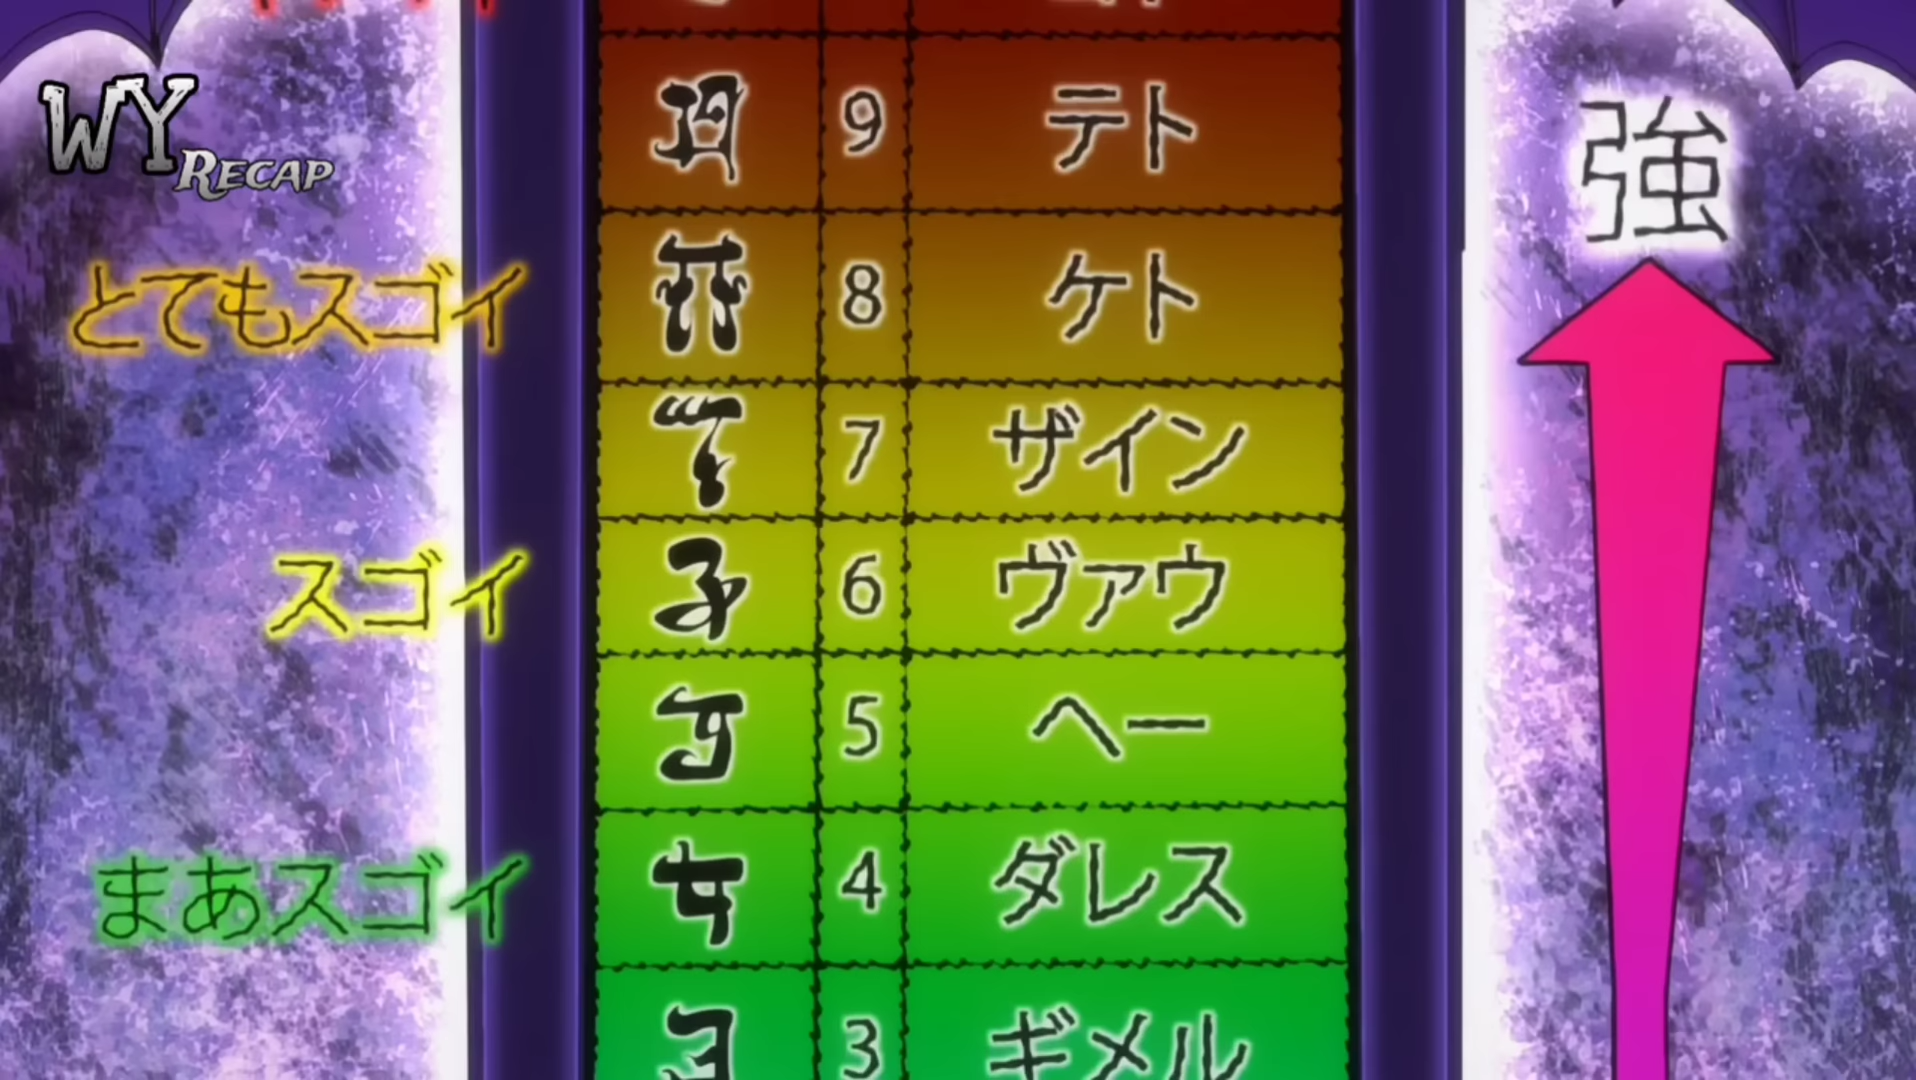 WY RECAP
9 テト
強
8 ケト
とてもスゴイ
7 ザイン
6 ヴァウ
スゴイ
5 ヘー
4 ダレス
まあスゴイ
3 ギメル